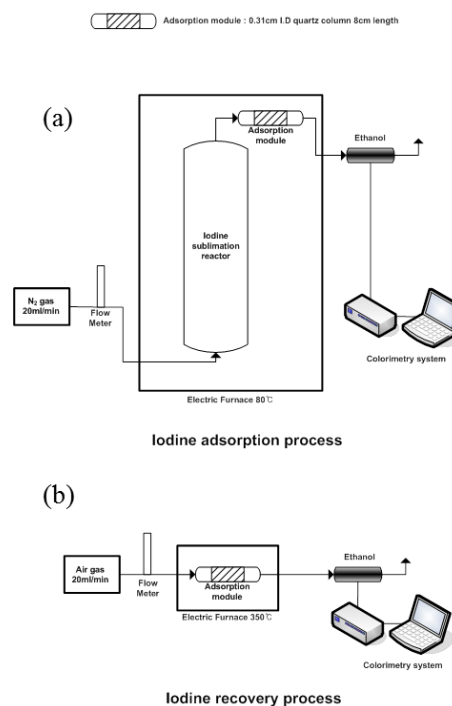 Adsorption module : 0.31cm I.D quartz column 8cm length
(a)
Adsorption
module
Ethanol
Iodine
sublimation
reactor
N₂ gas
20ml/min
Flow
Meter
Colorimetry system
Electric Furnace 80℃
Iodine adsorption process
(b)
Air gas
20ml/min
Flow
Meter
Adsorption
module
Ethanol
Electric Furnace 350℃
Colorimetry system
Iodine recovery process